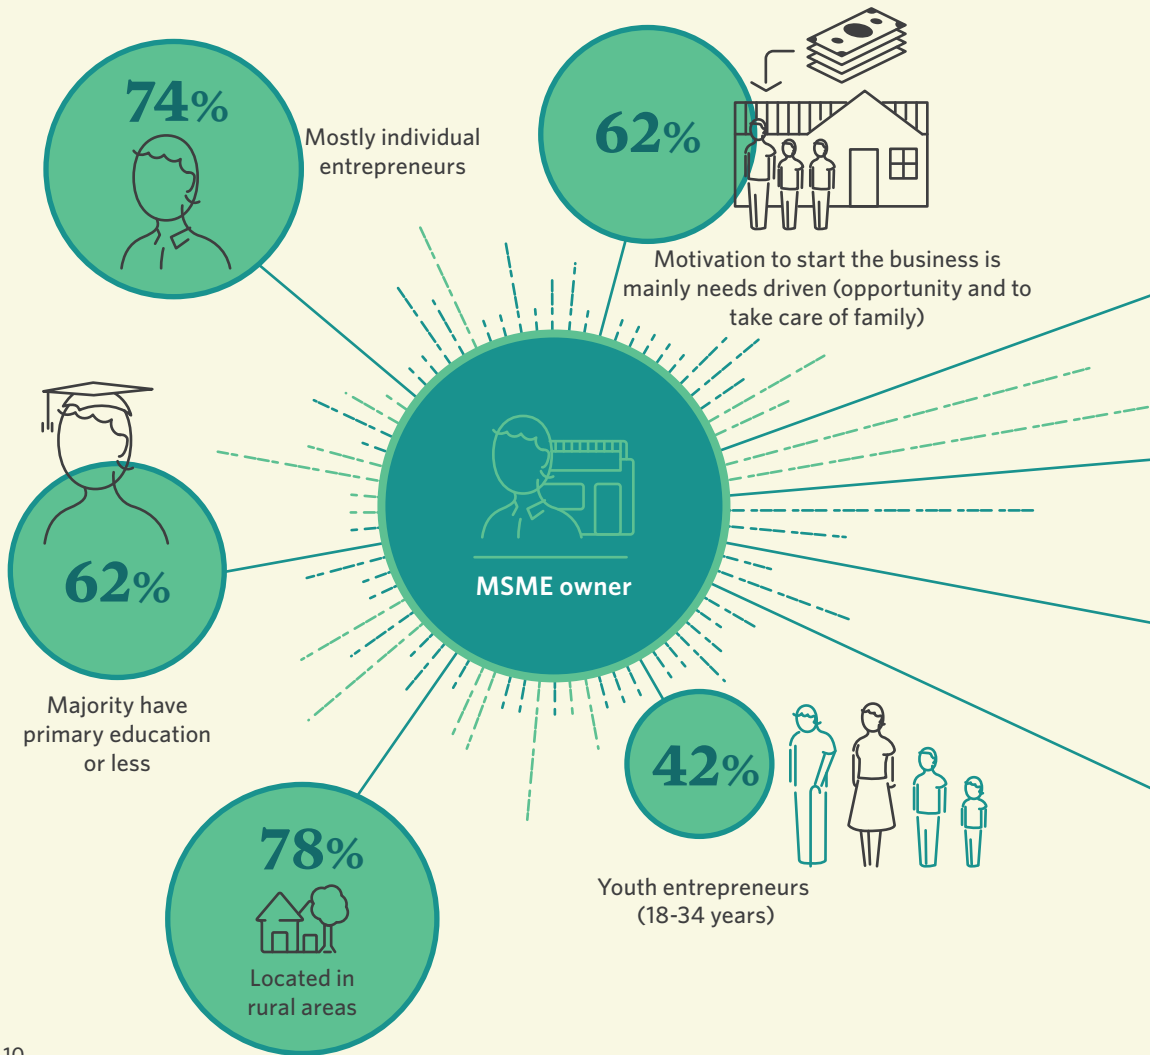 74%
Mostly individual
entrepreneurs
62%
Motivation to start the business is
mainly needs driven (opportunity and to
take care of family)
MSME owner
62%
Majority have
primary education
or less
42%
Youth entrepreneurs
(18-34 years)
78%
Located in
rural areas
10